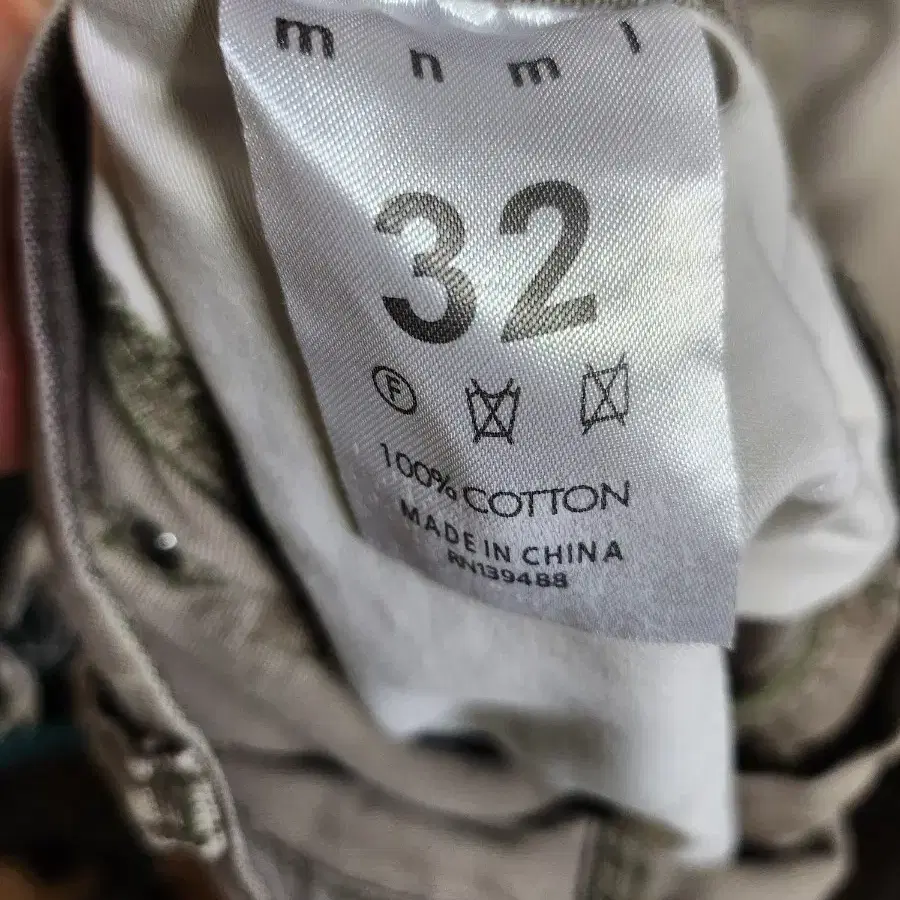 m n m l
32
F
100% COTTON
MADE IN CHINA
RN139488